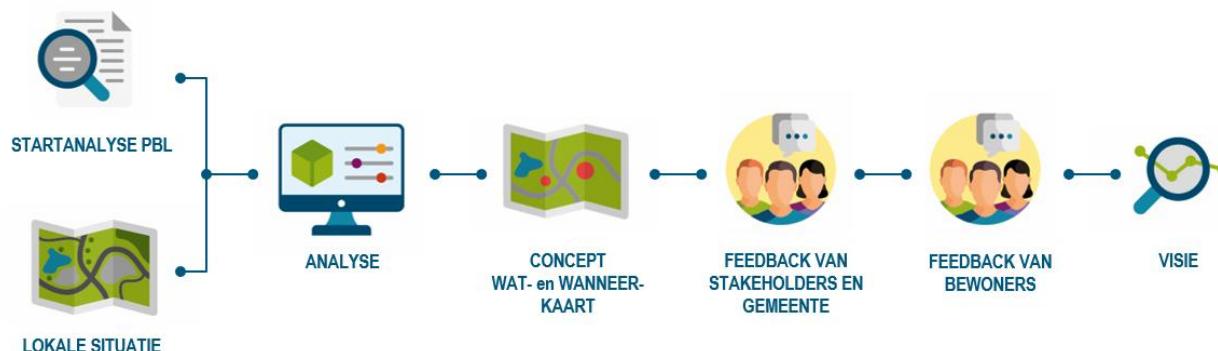 STARTANALYSE PBL
LOKALE SITUATIE
ANALYSE
CONCEPT
WAT- en WANNEER-
KAART
FEEDBACK VAN
STAKEHOLDERS EN
GEMEENTE
FEEDBACK VAN
BEWONERS
VISIE